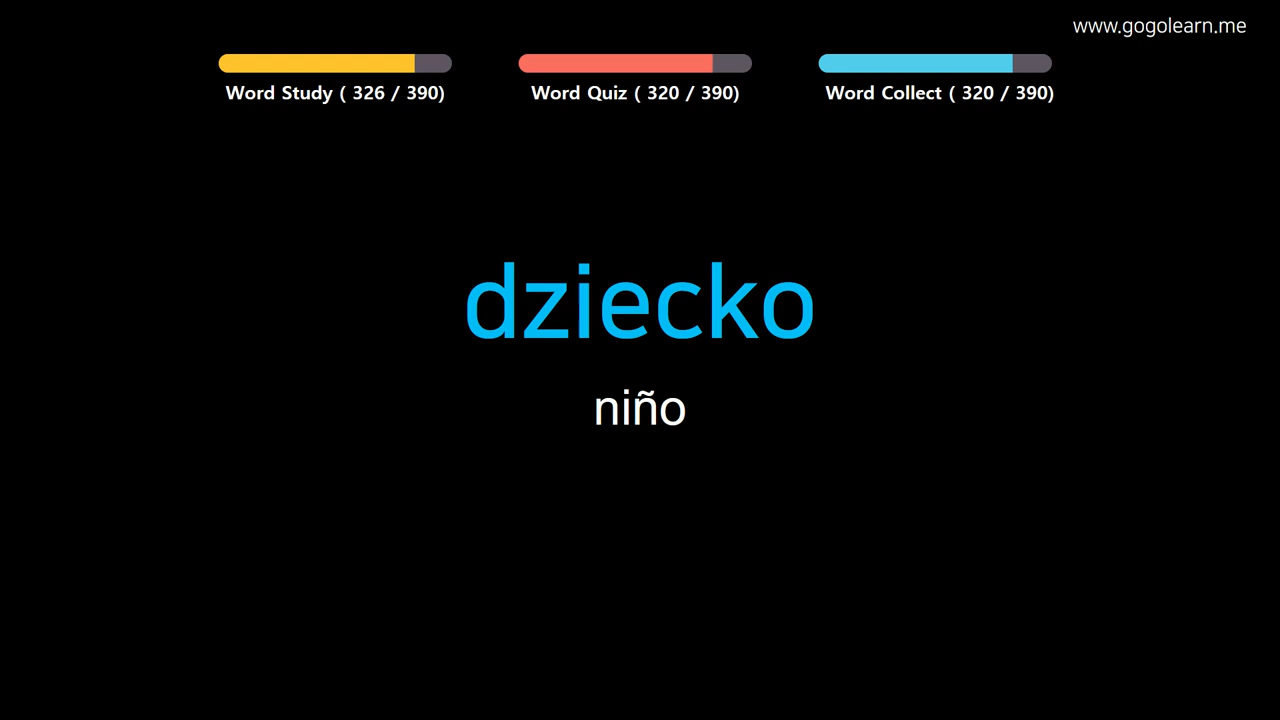 www.gogolearn.me
Word Study ( 326 / 390)
Word Quiz ( 320 / 390)
Word Collect ( 320 / 390)
dziecko
niño